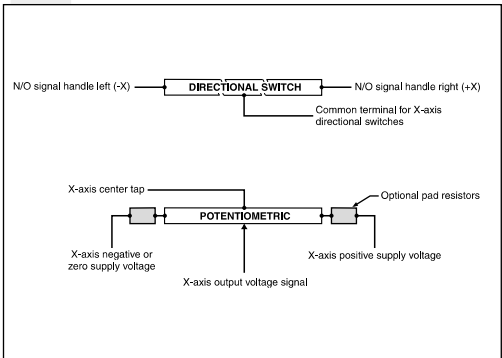 N/O signal handle left (-X)
DIRECTIONAL SWITCH
N/O signal handle right (+X)
Common terminal for X-axis
directional switches
X-axis center tap
Optional pad resistors
POTENTIOMETRIC
X-axis negative or
zero supply voltage
X-axis positive supply voltage
X-axis output voltage signal